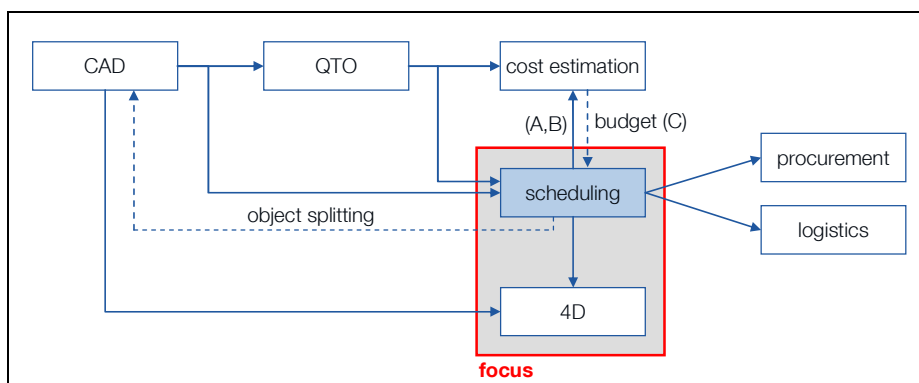 CAD
QTO
cost estimation
(A,B)
budget (C)
procurement
scheduling
object splitting
logistics
4D
focus